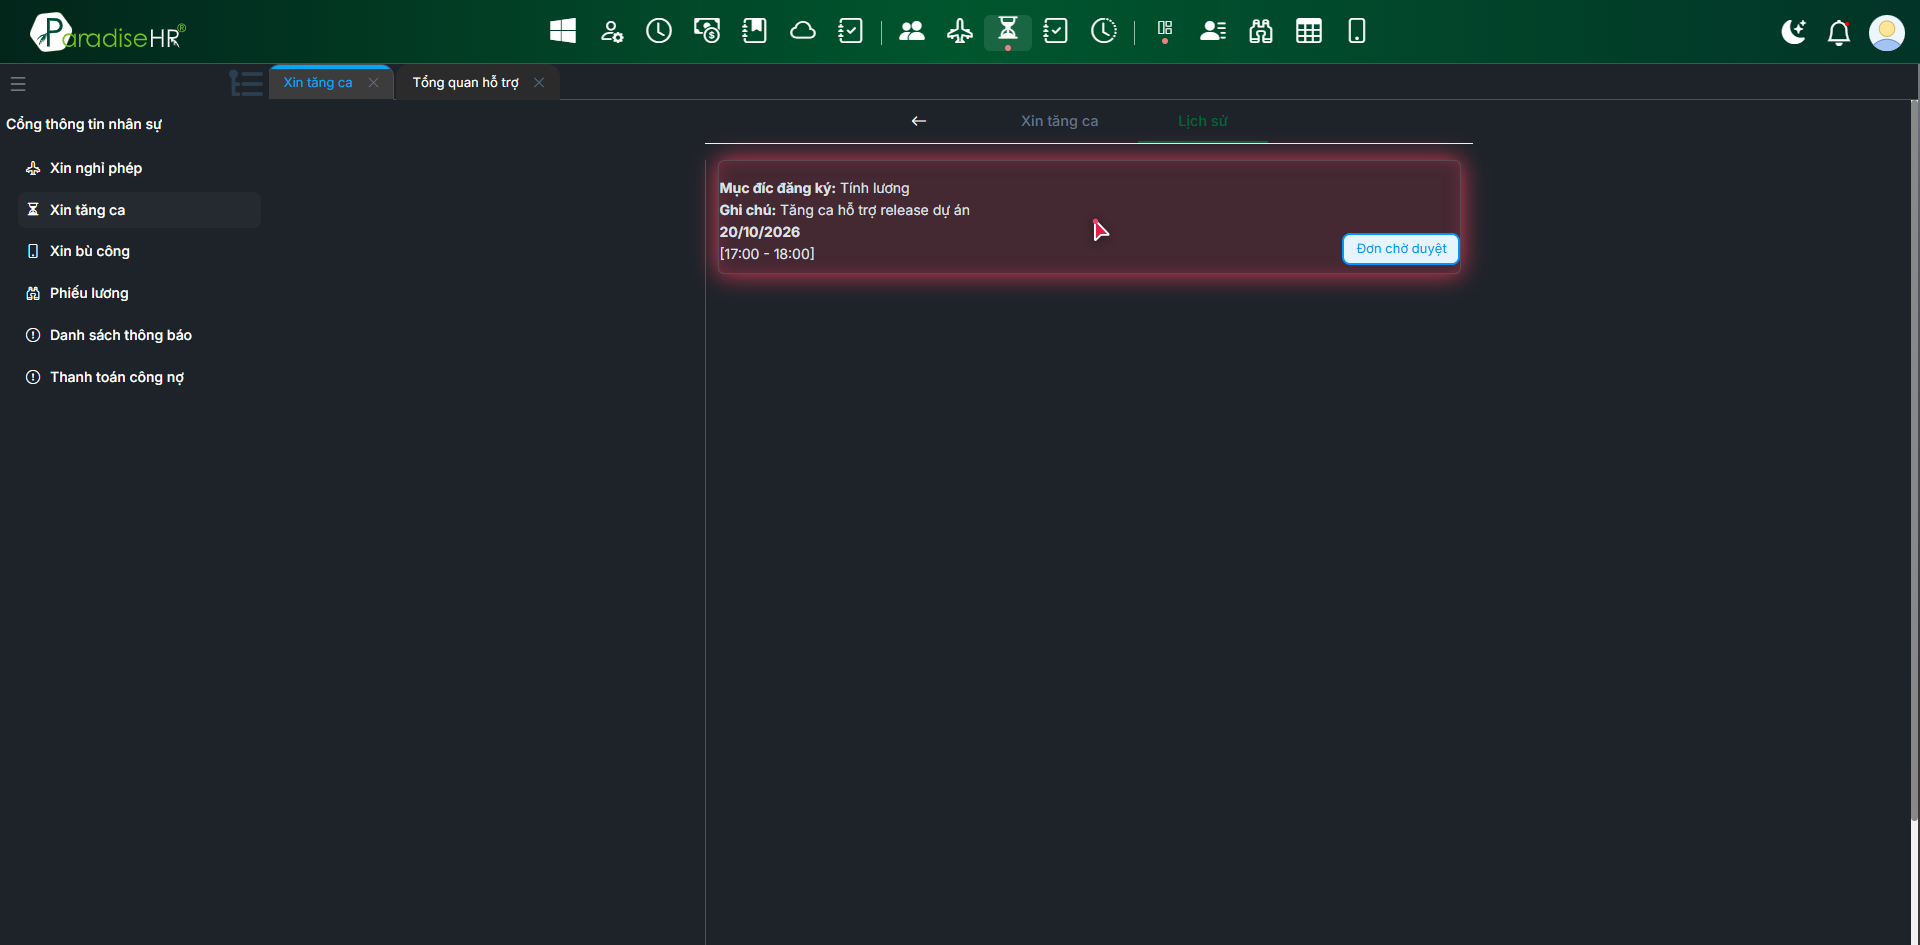 ParadiseHR®
Xin tăng ca
Tổng quan hỗ trợ
Cổng thông tin nhân sự
Xin nghỉ phép
Xin tăng ca
Xin bù công
Phiếu lương
Danh sách thông báo
Thanh toán công nợ
Xin tăng ca
Lịch sử
Mục đíc đăng ký: Tính lương
Ghi chú: Tăng ca hỗ trợ release dự án
20/10/2026
[17:00 - 18:00]
Đơn chờ duyệt